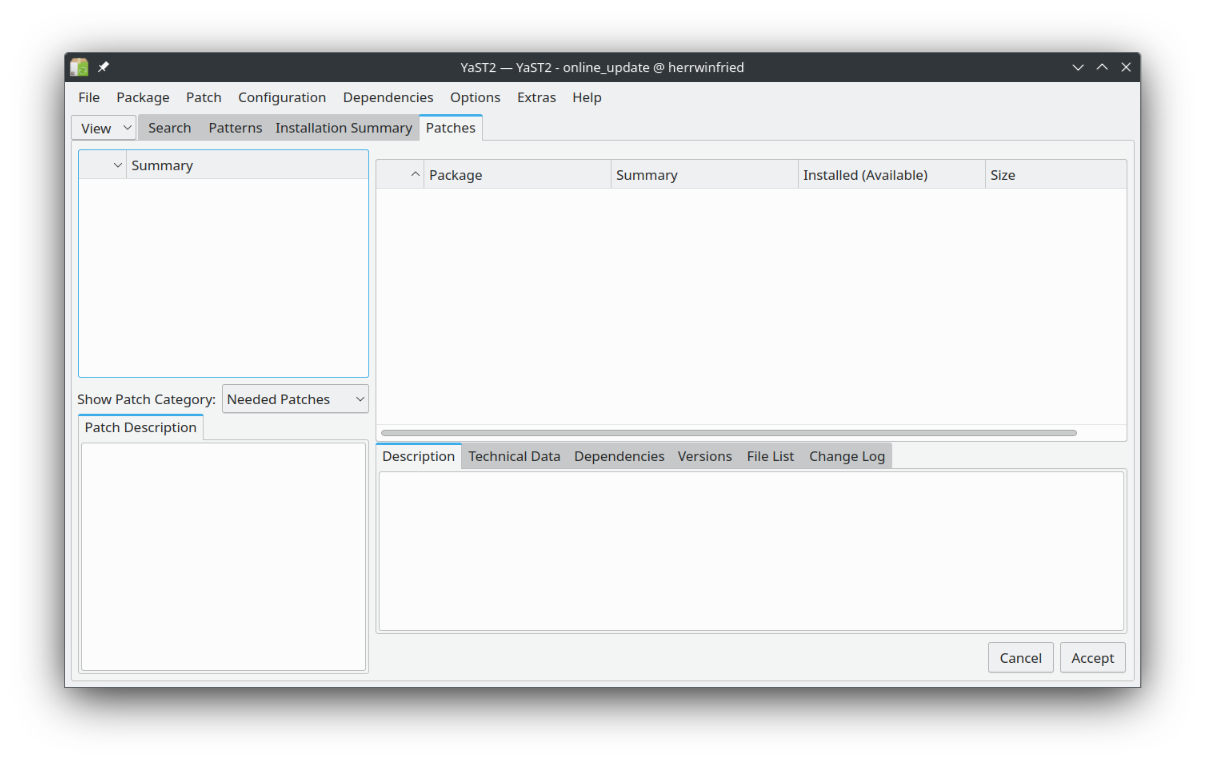 YaST2 — YaST2 - online_update @ herrwinfried
File Package Patch Configuration Dependencies Options Extras Help
View Search Patterns Installation Summary Patches
Summary
Package Summary Installed (Available) Size
Show Patch Category: Needed Patches
Patch Description
Description Technical Data Dependencies Versions File List Change Log
Cancel Accept